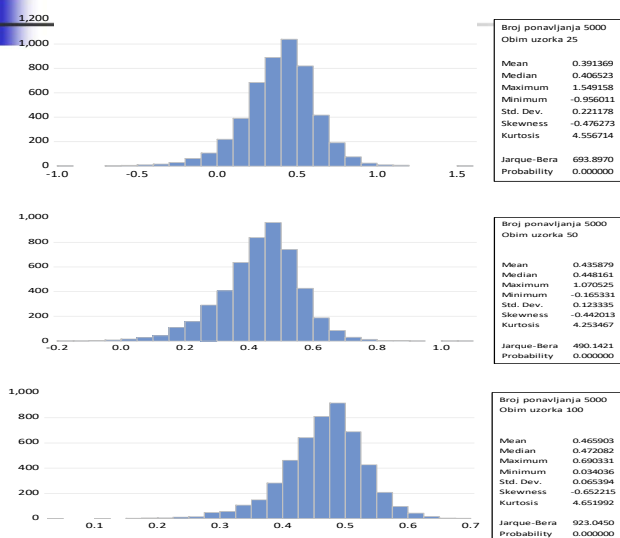 1,200
1,000
800
600
400
200
0
-1.0 -0.5 0.0 0.5 1.0 1.5
Broj ponavljanja 5000
Obim uzorka 25
Mean 0.391369
Median 0.406523
Maximum 1.549158
Minimum -0.956011
Std. Dev. 0.221178
Skewness -0.476273
Kurtosis 4.556714
Jarque-Bera 693.8970
Probability 0.000000
1,000
800
600
400
200
0
-0.2 0.0 0.2 0.4 0.6 0.8 1.0
Broj ponavljanja 5000
Obim uzorka 50
Mean 0.435879
Median 0.448161
Maximum 1.070525
Minimum -0.165331
Std. Dev. 0.123335
Skewness -0.442013
Kurtosis 4.253467
Jarque-Bera 490.1421
Probability 0.000000
1,000
800
600
400
200
0
0.1 0.2 0.3 0.4 0.5 0.6 0.7
Broj ponavljanja 5000
Obim uzorka 100
Mean 0.465903
Median 0.472082
Maximum 0.690331
Minimum 0.034036
Std. Dev. 0.065394
Skewness -0.652215
Kurtosis 4.651992
Jarque-Bera 923.0450
Probability 0.000000